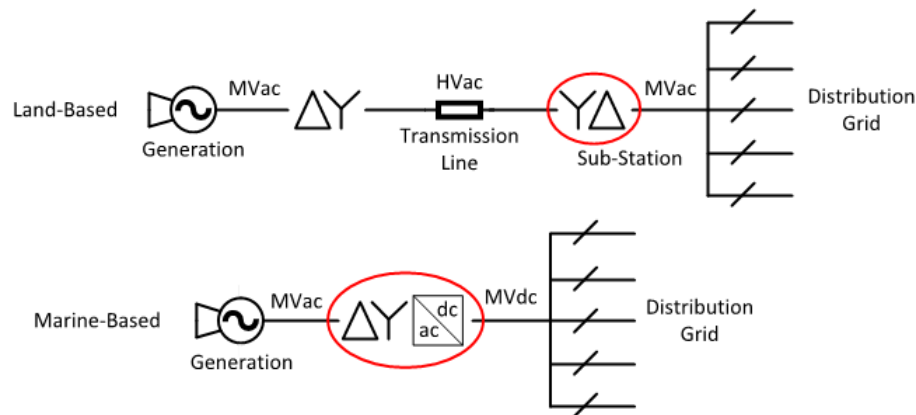 HVac
MVac
MVac
Land-Based
Distribution
Grid
Transmission
Line
Generation
Sub-Station
MVac
MVdc
dc
ac
Marine-Based
Distribution
Grid
Generation